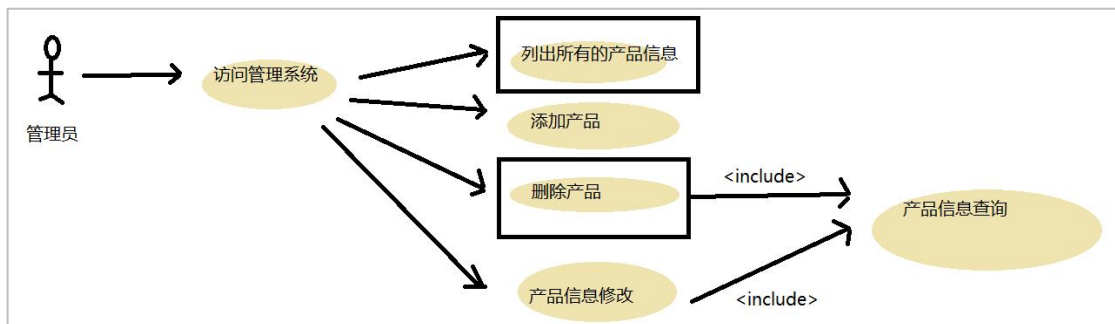 管理员
访问管理系统
列出所有的产品信息
添加产品
删除产品
<include>
产品信息查询
产品信息修改
<include>